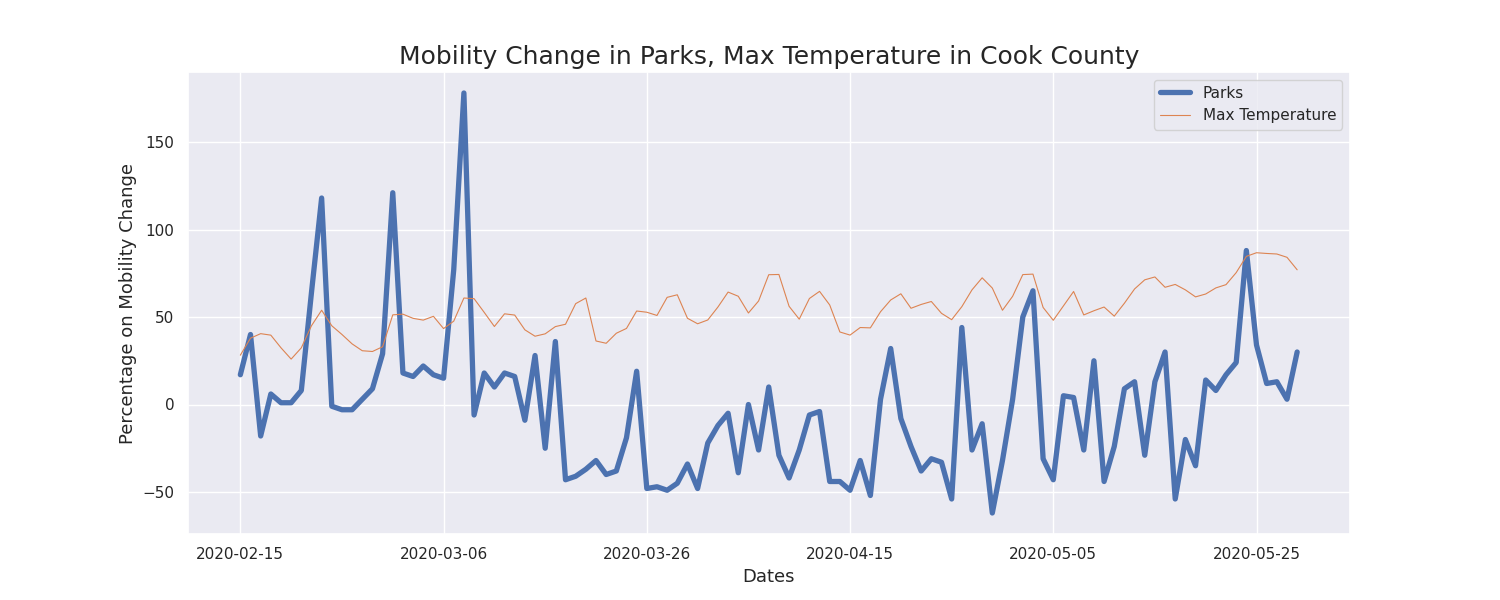 Mobility Change in Parks, Max Temperature in Cook County
Parks
Max Temperature
Percentage on Mobility Change
150
100
50
0
−50
2020-02-15
2020-03-06
2020-03-26
2020-04-15
2020-05-05
2020-05-25
Dates